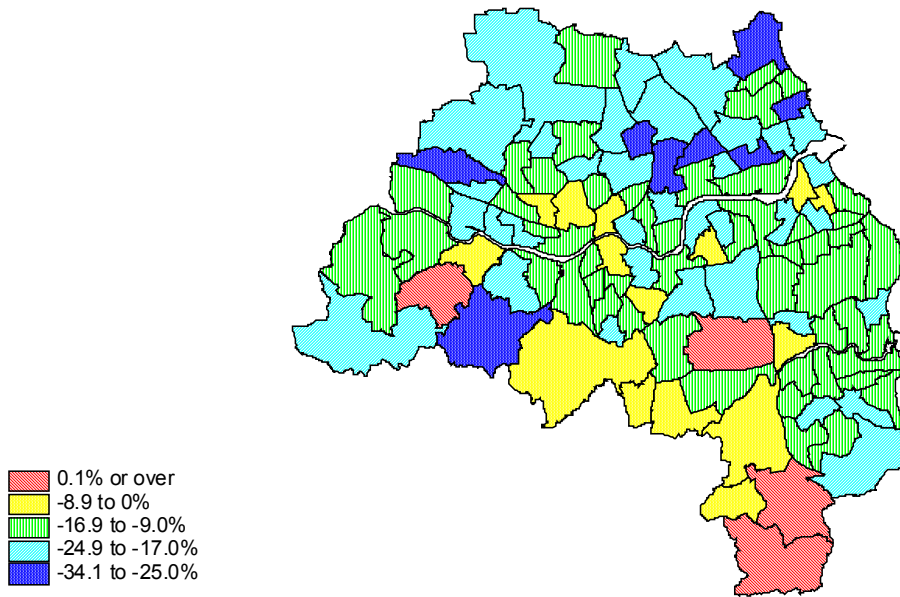 0.1% or over
-8.9 to 0%
-16.9 to -9.0%
-24.9 to -17.0%
-34.1 to -25.0%